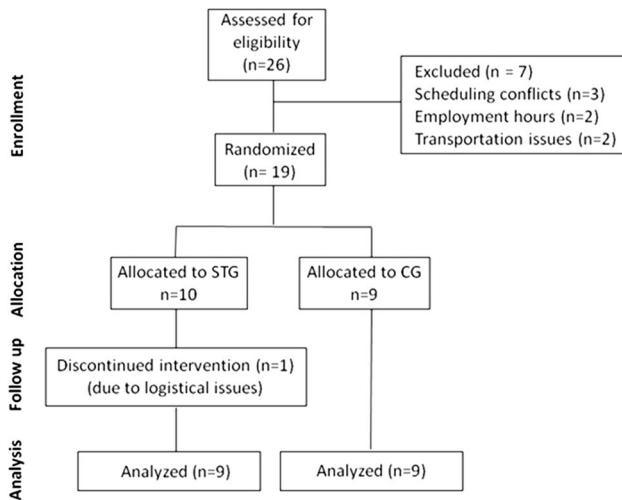 Enrollment
Assessed for
eligibility
(n=26)
Excluded (n = 7)
Scheduling conflicts (n=3)
Employment hours (n=2)
Transportation issues (n=2)
Randomized
(n= 19)
Allocation
Allocated to STG
n=10
Allocated to CG
n=9
Follow up
Discontinued intervention (n=1)
(due to logistical issues)
Analysis
Analyzed (n=9)
Analyzed (n=9)